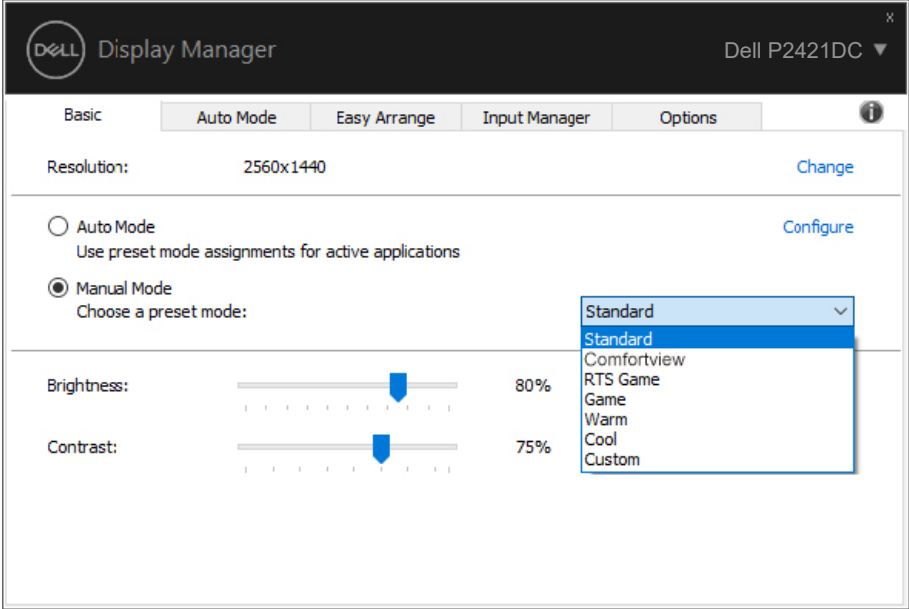 DELL Display Manager
x
Dell P2421DC ▼
Basic Auto Mode Easy Arrange Input Manager Options i
Resolution: 2560x1440 Change
Auto Mode Configure
Use preset mode assignments for active applications
Manual Mode
Choose a preset mode: Standard
Standard
Comfortview
RTS Game
Game
Warm
Cool
Custom
Brightness: 80%
Contrast: 75%